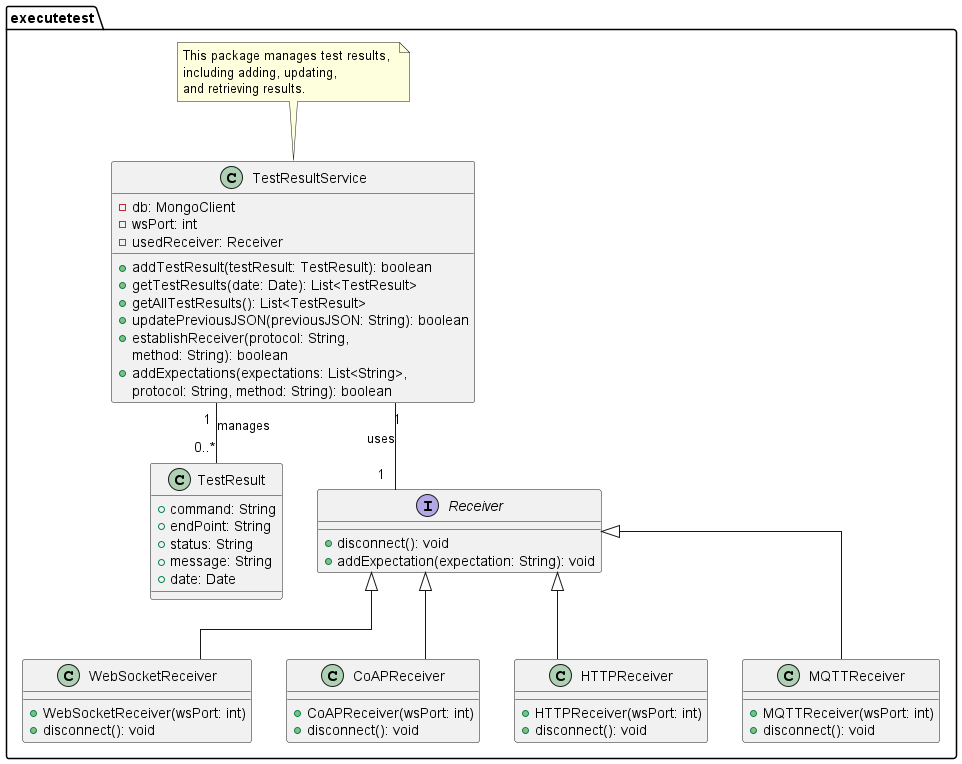 executetest
This package manages test results,
including adding, updating,
and retrieving results.
C TestResultService
db: MongoClient
wsPort: int
usedReceiver: Receiver
addTestResult(testResult: TestResult): boolean
getTestResults(date: Date): List<TestResult>
getAllTestResults(): List<TestResult>
updatePreviousJSON(previousJSON: String): boolean
establishReceiver(protocol: String,
method: String): boolean
addExpectations(expectations: List<String>,
protocol: String, method: String): boolean
1
manages
0..*
1
uses
1
C TestResult
command: String
endPoint: String
status: String
message: String
date: Date
I Receiver
disconnect(): void
addExpectation(expectation: String): void
C WebSocketReceiver
WebSocketReceiver(wsPort: int)
disconnect(): void
C CoAPReceiver
CoAPReceiver(wsPort: int)
disconnect(): void
C HTTPReceiver
HTTPReceiver(wsPort: int)
disconnect(): void
C MQTTReceiver
MQTTReceiver(wsPort: int)
disconnect(): void